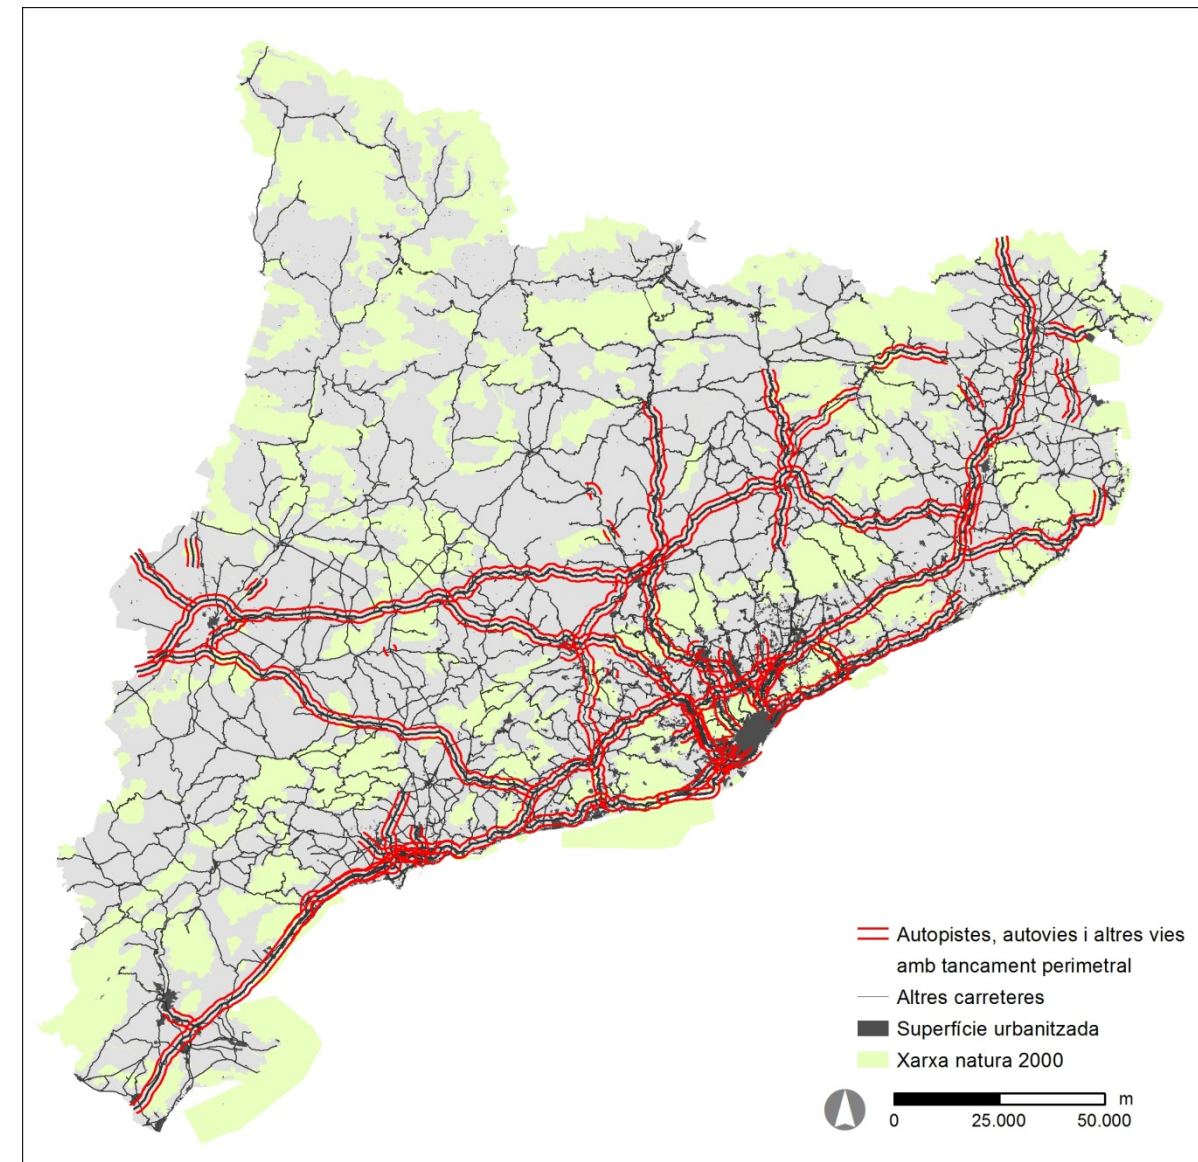 Autopistes, autovies i altres vies
amb tancament perimetral
Altres carreteres
Superfície urbanitzada
Xarxa natura 2000
m
0 25.000 50.000